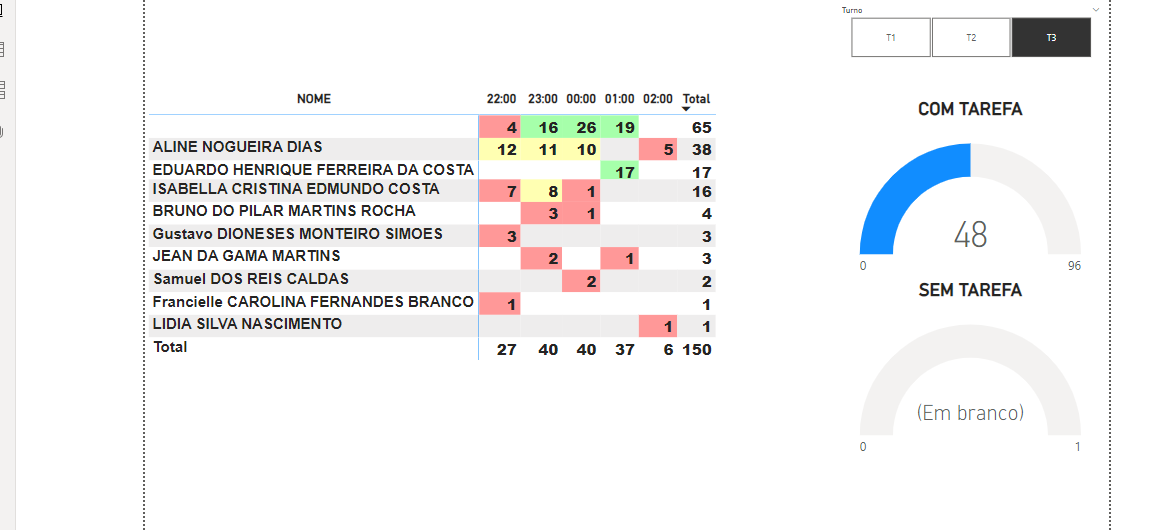 Turno
T1 T2 T3
NOME 22:00 23:00 00:00 01:00 02:00 Total
4 16 26 19 65
ALINE NOGUEIRA DIAS 12 11 10 5 38
EDUARDO HENRIQUE FERREIRA DA COSTA 17 17
ISABELLA CRISTINA EDMUNDO COSTA 7 8 1 16
BRUNO DO PILAR MARTINS ROCHA 3 1 4
Gustavo DIONESES MONTEIRO SIMOES 3 3
JEAN DA GAMA MARTINS 2 1 3
Samuel DOS REIS CALDAS 2 2
Francielle CAROLINA FERNANDES BRANCO 1 1
LIDIA SILVA NASCIMENTO 1 1
Total 27 40 40 37 6 150
COM TAREFA
48
0 96
SEM TAREFA
(Em branco)
0 1